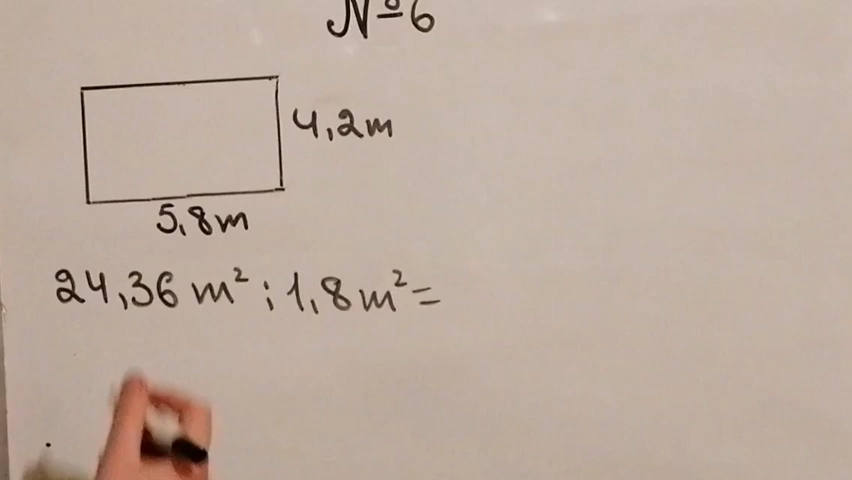 №6
4,2m
5,8m
24,36 m² : 1,8 m² =